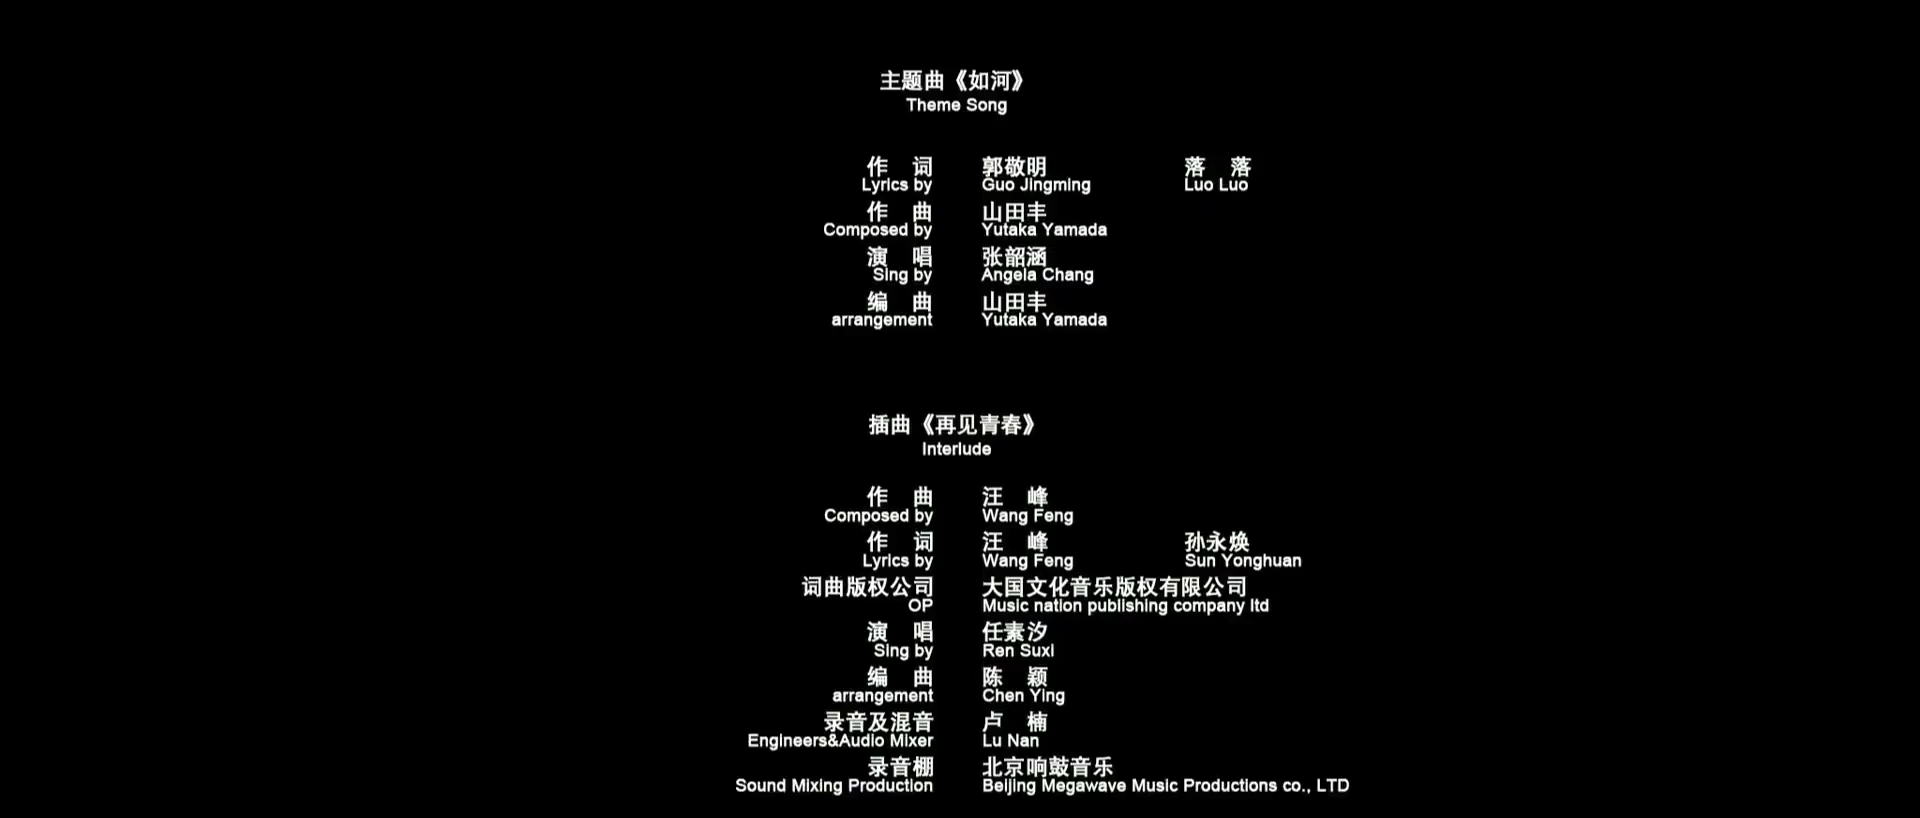 主题曲《如河》
Theme Song
作 词 郭敬明 落 落
Lyrics by Guo Jingming Luo Luo
作 曲 山田丰
Composed by Yutaka Yamada
演 唱 张韶涵
Sing by Angela Chang
编 曲 山田丰
arrangement Yutaka Yamada
插曲《再见青春》
Interlude
作 曲 汪 峰
Composed by Wang Feng
作 词 汪 峰 孙永焕
Lyrics by Wang Feng Sun Yonghuan
词曲版权公司 大国文化音乐版权有限公司
OP Music nation publishing company ltd
演 唱 任素汐
Sing by Ren Suxi
编 曲 陈 颖
arrangement Chen Ying
录音及混音 卢 楠
Engineers&Audio Mixer Lu Nan
录音棚 北京响鼓音乐
Sound Mixing Production Beijing Megawave Music Productions co., LTD